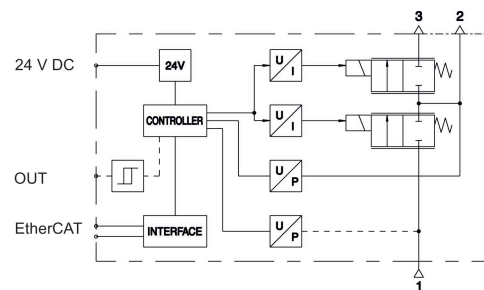 3 2
24 V DC
24V
U
I
CONTROLLER
U
I
OUT
U
P
EtherCAT
INTERFACE
U
P
1